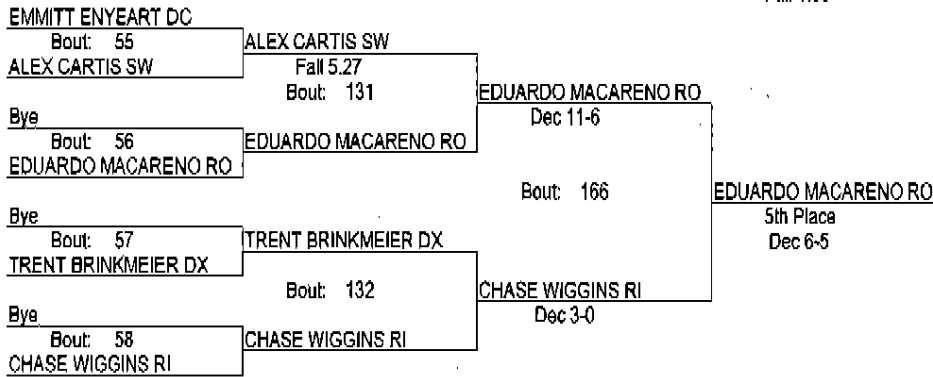 EMMITT ENYEART DC
Bout: 55
ALEX CARTIS SW
ALEX CARTIS SW
Fall 5.27
Bout: 131
Bye
Bout: 56
EDUARDO MACARENO RO
EDUARDO MACARENO RO
EDUARDO MACARENO RO
Dec 11-6
Bout: 166
EDUARDO MACARENO RO
5th Place
Dec 6-5
Bye
Bout: 57
TRENT BRINKMEIER DX
TRENT BRINKMEIER DX
Bout: 132
CHASE WIGGINS RI
Dec 3-0
Bye
Bout: 58
CHASE WIGGINS RI
CHASE WIGGINS RI